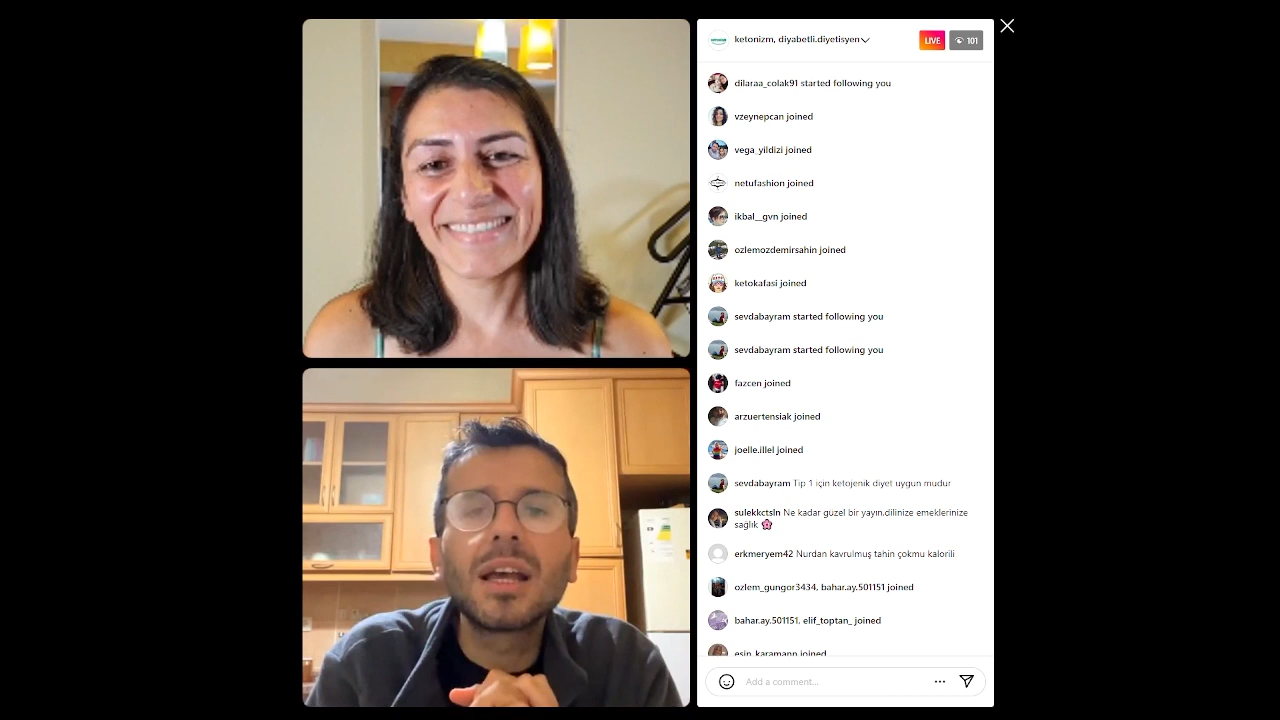 ketonizm, diyabetli.diyetisyen
LIVE
101
dilaraa_colak91 started following you
vzeynepcan joined
vega_yildizi joined
netufashion joined
ikbal__gvn joined
ozlemozdemirsahin joined
ketokafasi joined
sevdabayram started following you
sevdabayram started following you
fazcen joined
arzuertensiak joined
joelle.illel joined
sevdabayram Tip 1 için ketojenik diyet uygun mudur
sulekkctsln Ne kadar güzel bir yayın.dilinize emeklerinize
sağlık 🌸
erkmeryem42 Nurdan kavrulmuş tahin çokmu kalorili
ozlem_gungor3434, bahar.ay.501151 joined
bahar.ay.501151, elif_toptan_ joined
esin_karamann joined
Add a comment...